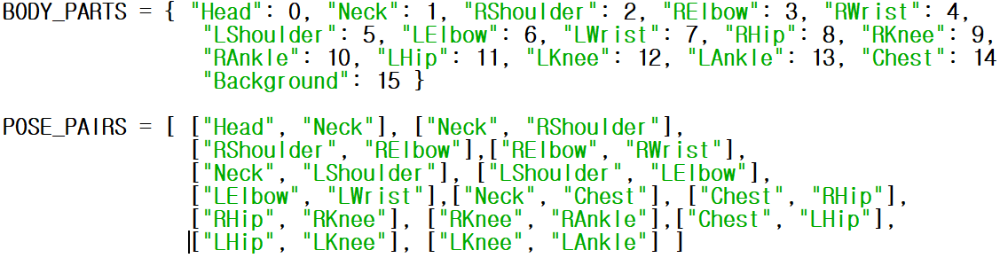 BODY_PARTS = { "Head": 0, "Neck": 1, "RShoulder": 2, "RElbow": 3, "RWrist": 4,
"LShoulder": 5, "LElbow": 6, "LWrist": 7, "RHip": 8, "RKnee": 9,
"RAnkle": 10, "LHip": 11, "LKnee": 12, "LAnkle": 13, "Chest": 14
"Background": 15 }
POSE_PAIRS = [ ["Head", "Neck"], ["Neck", "RShoulder"],
["RShoulder", "RElbow"],["RElbow", "RWrist"],
["Neck", "LShoulder"], ["LShoulder", "LElbow"],
["LElbow", "LWrist"],["Neck", "Chest"], ["Chest","RHip"],
["RHip", "RKnee"], ["RKnee", "RAnkle"],["Chest", "LHip"],
["LHip", "LKnee"], ["LKnee", "LAnkle"] ]